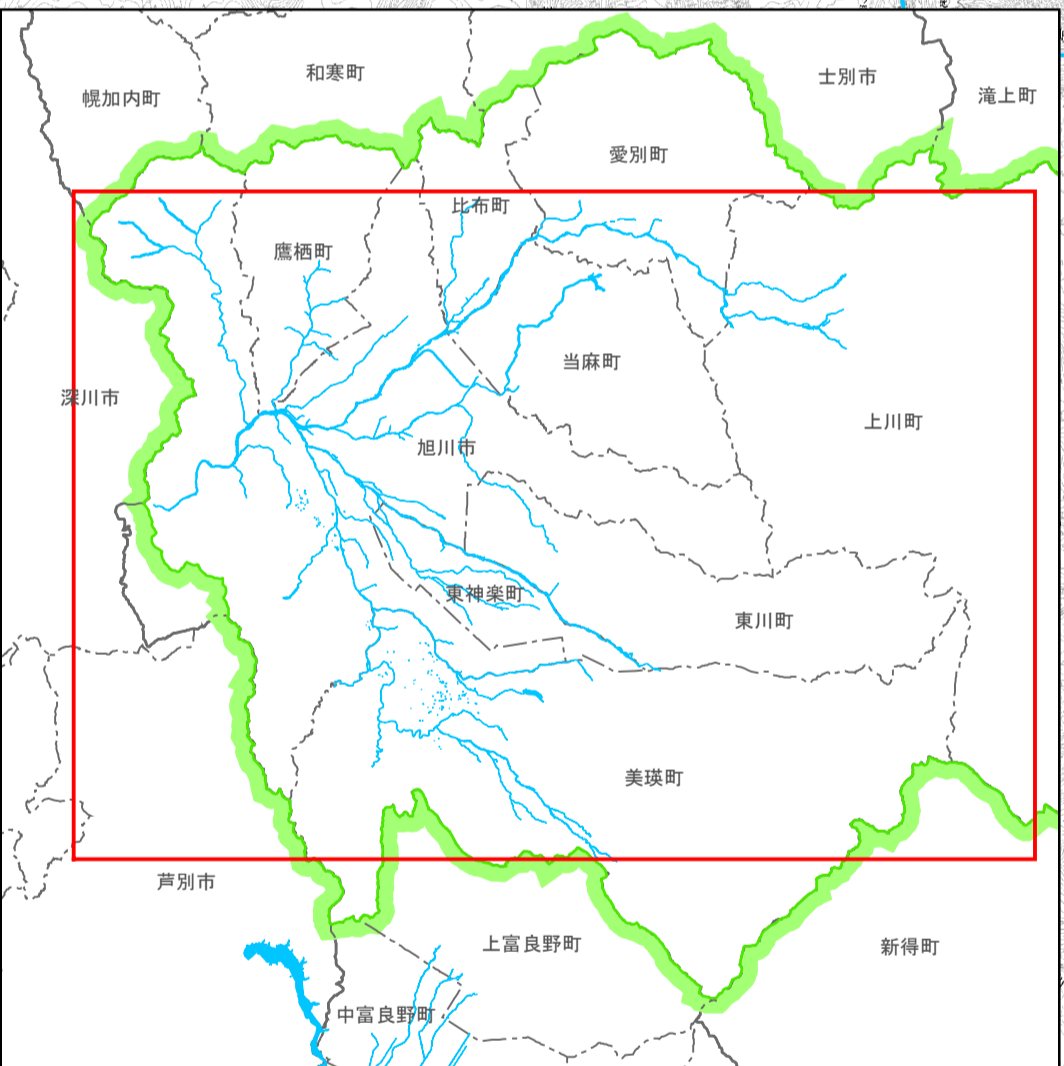 和寒町
士別市
幌加内町
滝上町
愛別町
比布町
鷹栖町
当麻町
深川市
上川町
旭川市
東神楽町
東川町
美瑛町
芦別市
上富良野町
新得町
中富良野町